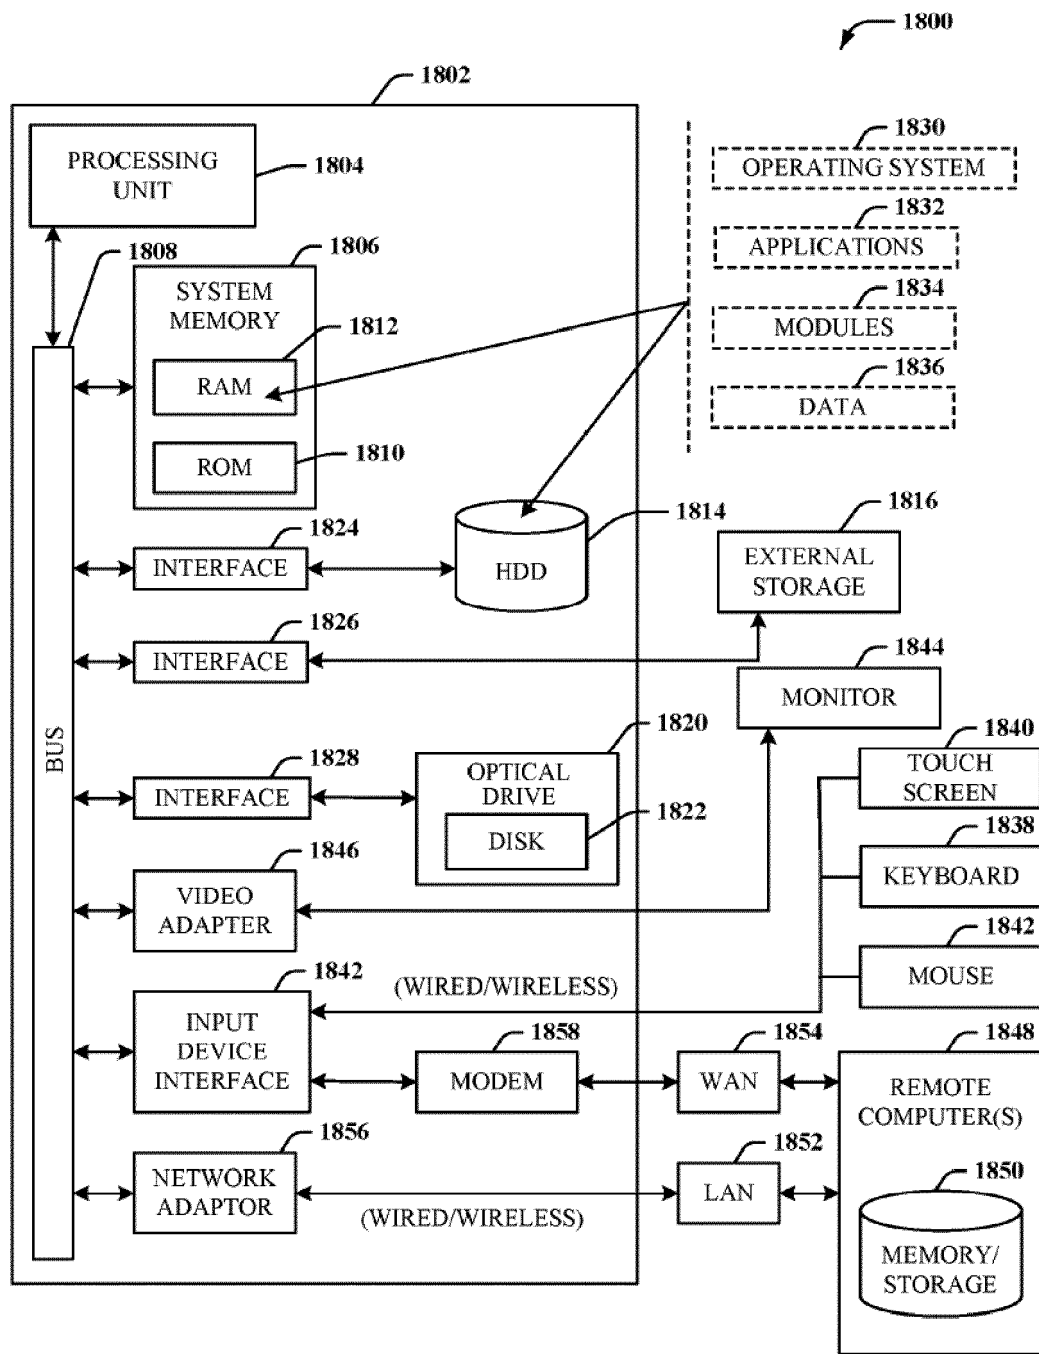 1800
1802
PROCESSING
UNIT
1804
1830
OPERATING SYSTEM
1832
APPLICATIONS
1834
MODULES
1836
DATA
1808
1806
SYSTEM
MEMORY
1812
RAM
1810
ROM
1824
INTERFACE
1814
HDD
1816
EXTERNAL
STORAGE
1826
INTERFACE
1844
MONITOR
BUS
1828
INTERFACE
1820
OPTICAL
DRIVE
1822
DISK
1840
TOUCH
SCREEN
1838
KEYBOARD
1846
VIDEO
ADAPTER
1842
MOUSE
1842
INPUT
DEVICE
INTERFACE
(WIRED/WIRELESS)
1858
MODEM
1854
WAN
1848
REMOTE
COMPUTER(S)
1856
NETWORK
ADAPTOR
(WIRED/WIRELESS)
1852
LAN
1850
MEMORY/
STORAGE